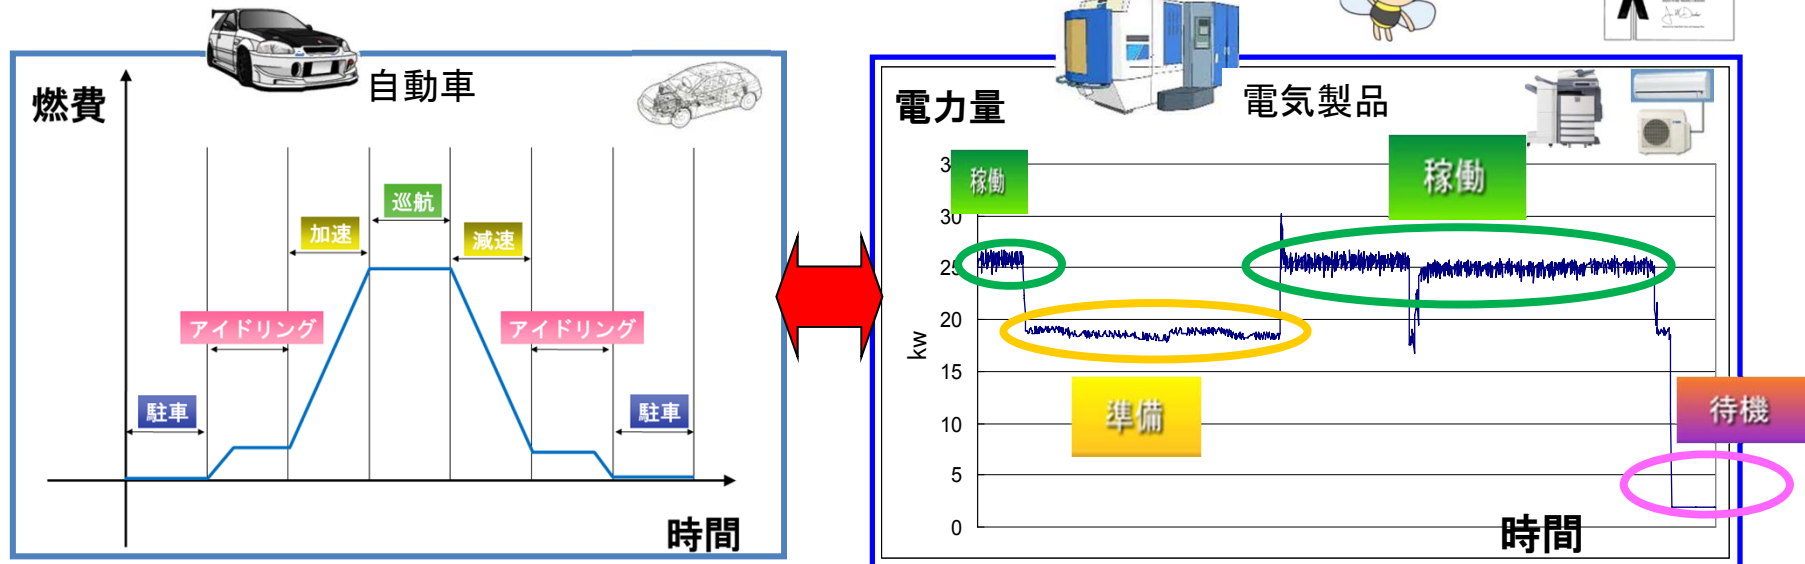 自動車
燃費
巡航
加速
減速
アイドリング
アイドリング
駐車
駐車
時間
電力量
電気製品
稼働
稼働
3
30
25
20
kw
15
準備
待機
10
5
0
時間